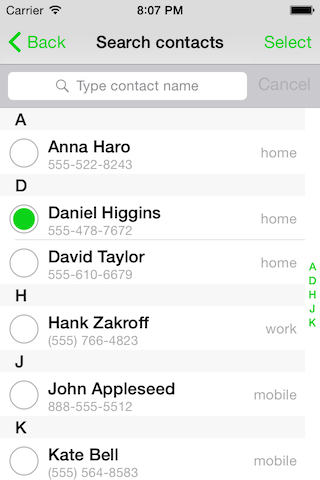 Carrier 8:07 PM
Back Search contacts Select
Type contact name Cancel
A
Anna Haro
555-522-8243 home
D
Daniel Higgins
555-478-7672 home
David Taylor
555-610-6679 home
H
Hank Zakroff
(555) 766-4823 work
J
John Appleseed
888-555-5512 mobile
K
Kate Bell
(555) 564-8583 mobile
A
D
H
J
K